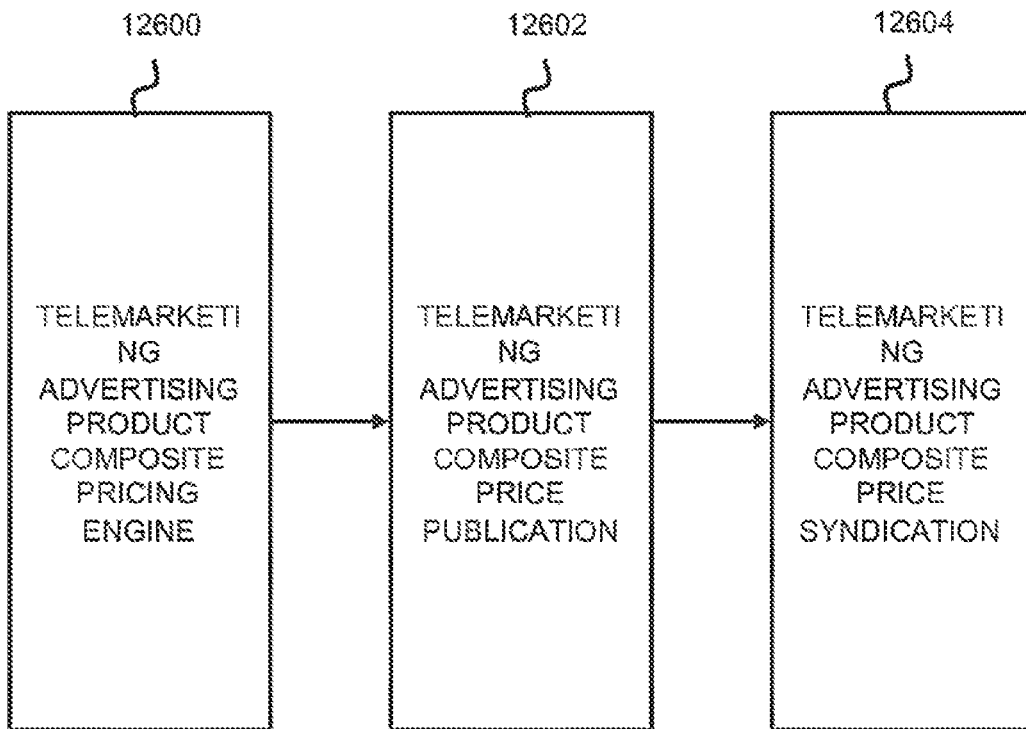 12600
12602
12604
TELEMARKETI
NG
ADVERTISING
PRODUCT
COMPOSITE
PRICING
ENGINE
TELEMARKETI
NG
ADVERTISING
PRODUCT
COMPOSITE
PRICE
PUBLICATION
TELEMARKETI
NG
ADVERTISING
PRODUCT
COMPOSITE
PRICE
SYNDICATION